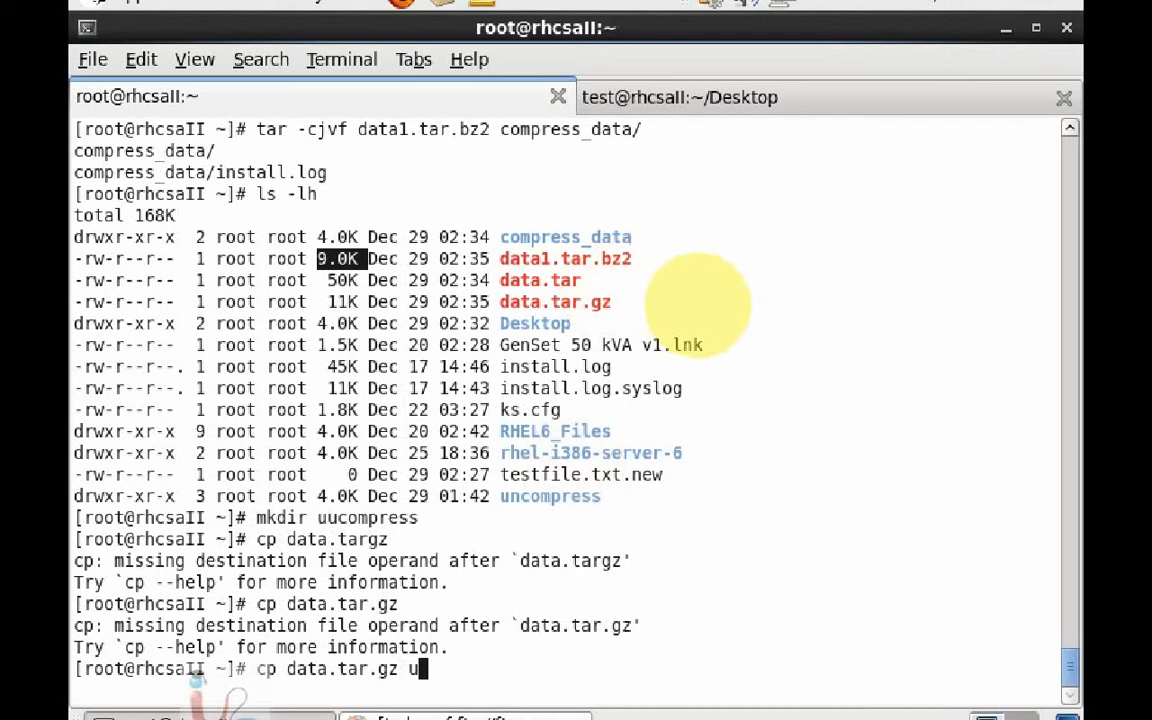 root@rhcsaII:~
File Edit View Search Terminal Tabs Help
root@rhcsaII:~ test@rhcsaII:~/Desktop
[root@rhcsaII ~]# tar -cjvf data1.tar.bz2 compress_data/
compress_data/
compress_data/install.log
[root@rhcsaII ~]# ls -lh
total 168K
drwxr-xr-x 2 root root 4.0K Dec 29 02:34 compress_data
-rw-r--r-- 1 root root 9.0K Dec 29 02:35 data1.tar.bz2
-rw-r--r-- 1 root root 50K Dec 29 02:34 data.tar
-rw-r--r-- 1 root root 11K Dec 29 02:35 data.tar.gz
drwxr-xr-x 2 root root 4.0K Dec 29 02:32 Desktop
-rw-r--r-- 1 root root 1.5K Dec 20 02:28 GenSet 50 kVA v1.lnk
-rw-r--r--. 1 root root 45K Dec 17 14:46 install.log
-rw-r--r--. 1 root root 11K Dec 17 14:43 install.log.syslog
-rw-r--r-- 1 root root 1.8K Dec 22 03:27 ks.cfg
drwxr-xr-x 9 root root 4.0K Dec 20 02:42 RHEL6_Files
drwxr-xr-x 2 root root 4.0K Dec 25 18:36 rhel-i386-server-6
-rw-r--r-- 1 root root 0 Dec 29 02:27 testfile.txt.new
drwxr-xr-x 3 root root 4.0K Dec 29 01:42 uncompress
[root@rhcsaII ~]# mkdir uucompress
[root@rhcsaII ~]# cp data.targz
cp: missing destination file operand after `data.targz'
Try `cp --help' for more information.
[root@rhcsaII ~]# cp data.tar.gz
cp: missing destination file operand after `data.tar.gz'
Try `cp --help' for more information.
[root@rhcsaII ~]# cp data.tar.gz u